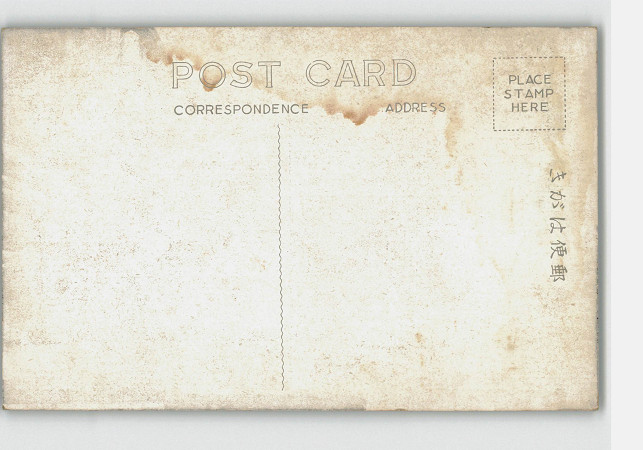 POST CARD
CORRESPONDENCE
ADDRESS
PLACE
STAMP
HERE
きがは便郵